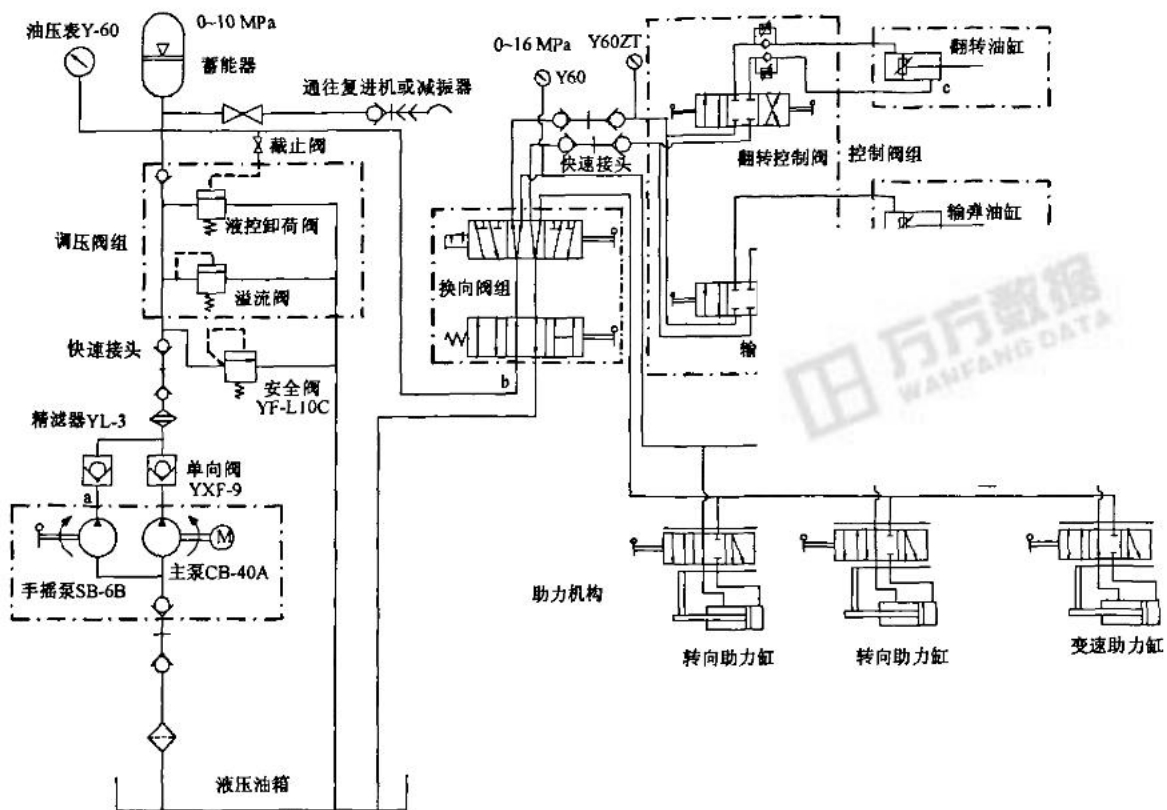 油压表Y-60
0~10 MPa
蓄能器
通往复进机或减振器
截止阀
液控卸荷阀
调压阀组
溢流阀
快速接头
安全阀
YF-L10C
精滤器YL-3
单向阀
YXF-9
a
M
手摇泵SB-6B
主泵CB-40A
液压油箱
0~16 MPa
Y60ZT
Y60
快速接头
翻转控制阀
控制阀组
翻转油缸
c
输弹油缸
换向阀组
b
输
助力机构
转向助力缸
转向助力缸
变速助力缸
万方数据
WANFANG DATA